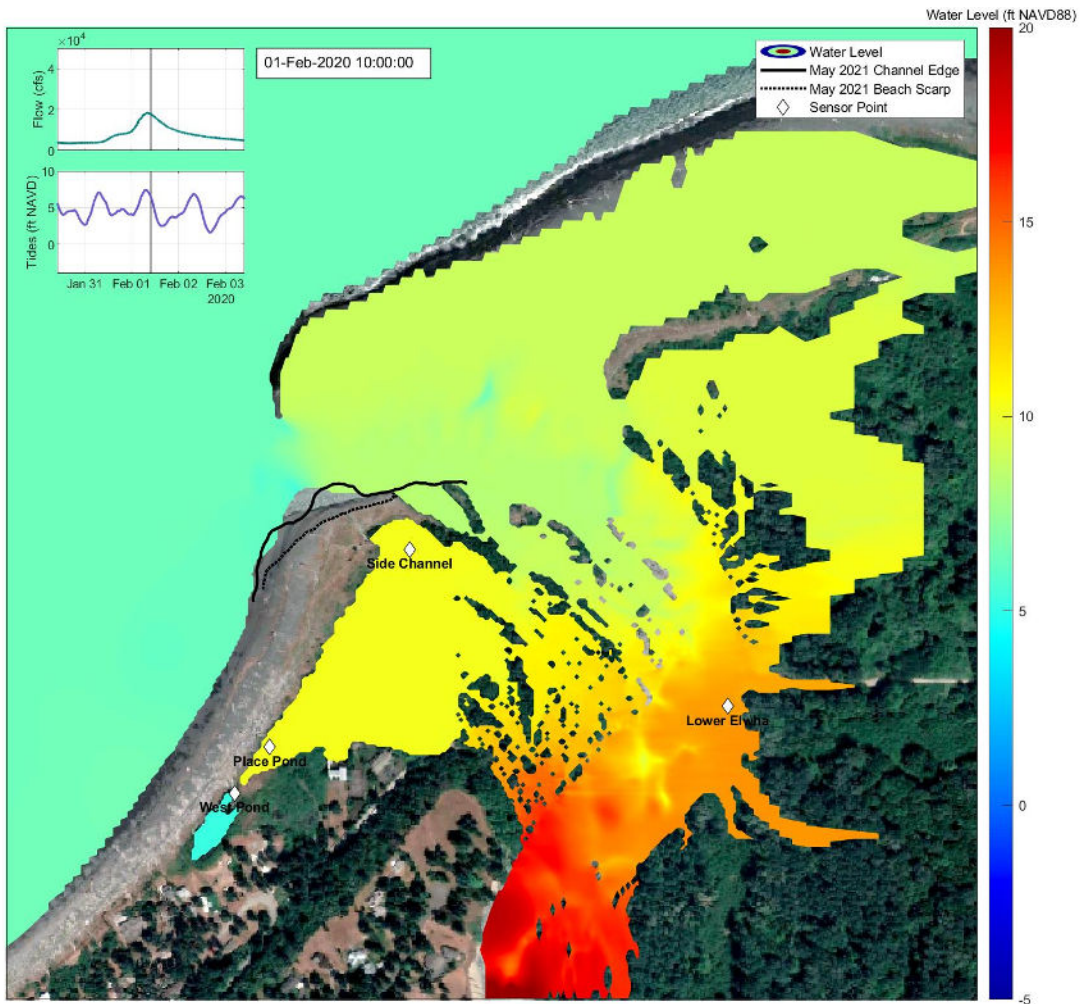 Water Level (ft NAVD88)
20
15
10
5
0
-5
×10⁴
4
2
0
Flow (cfs)
10
5
0
Tides (ft NAVD)
Jan 31 Feb 01 Feb 02 Feb 03
2020
01-Feb-2020 10:00:00
Water Level
May 2021 Channel Edge
May 2021 Beach Scarp
Sensor Point
Side Channel
Lower Elwha
Place Pond
West Pond